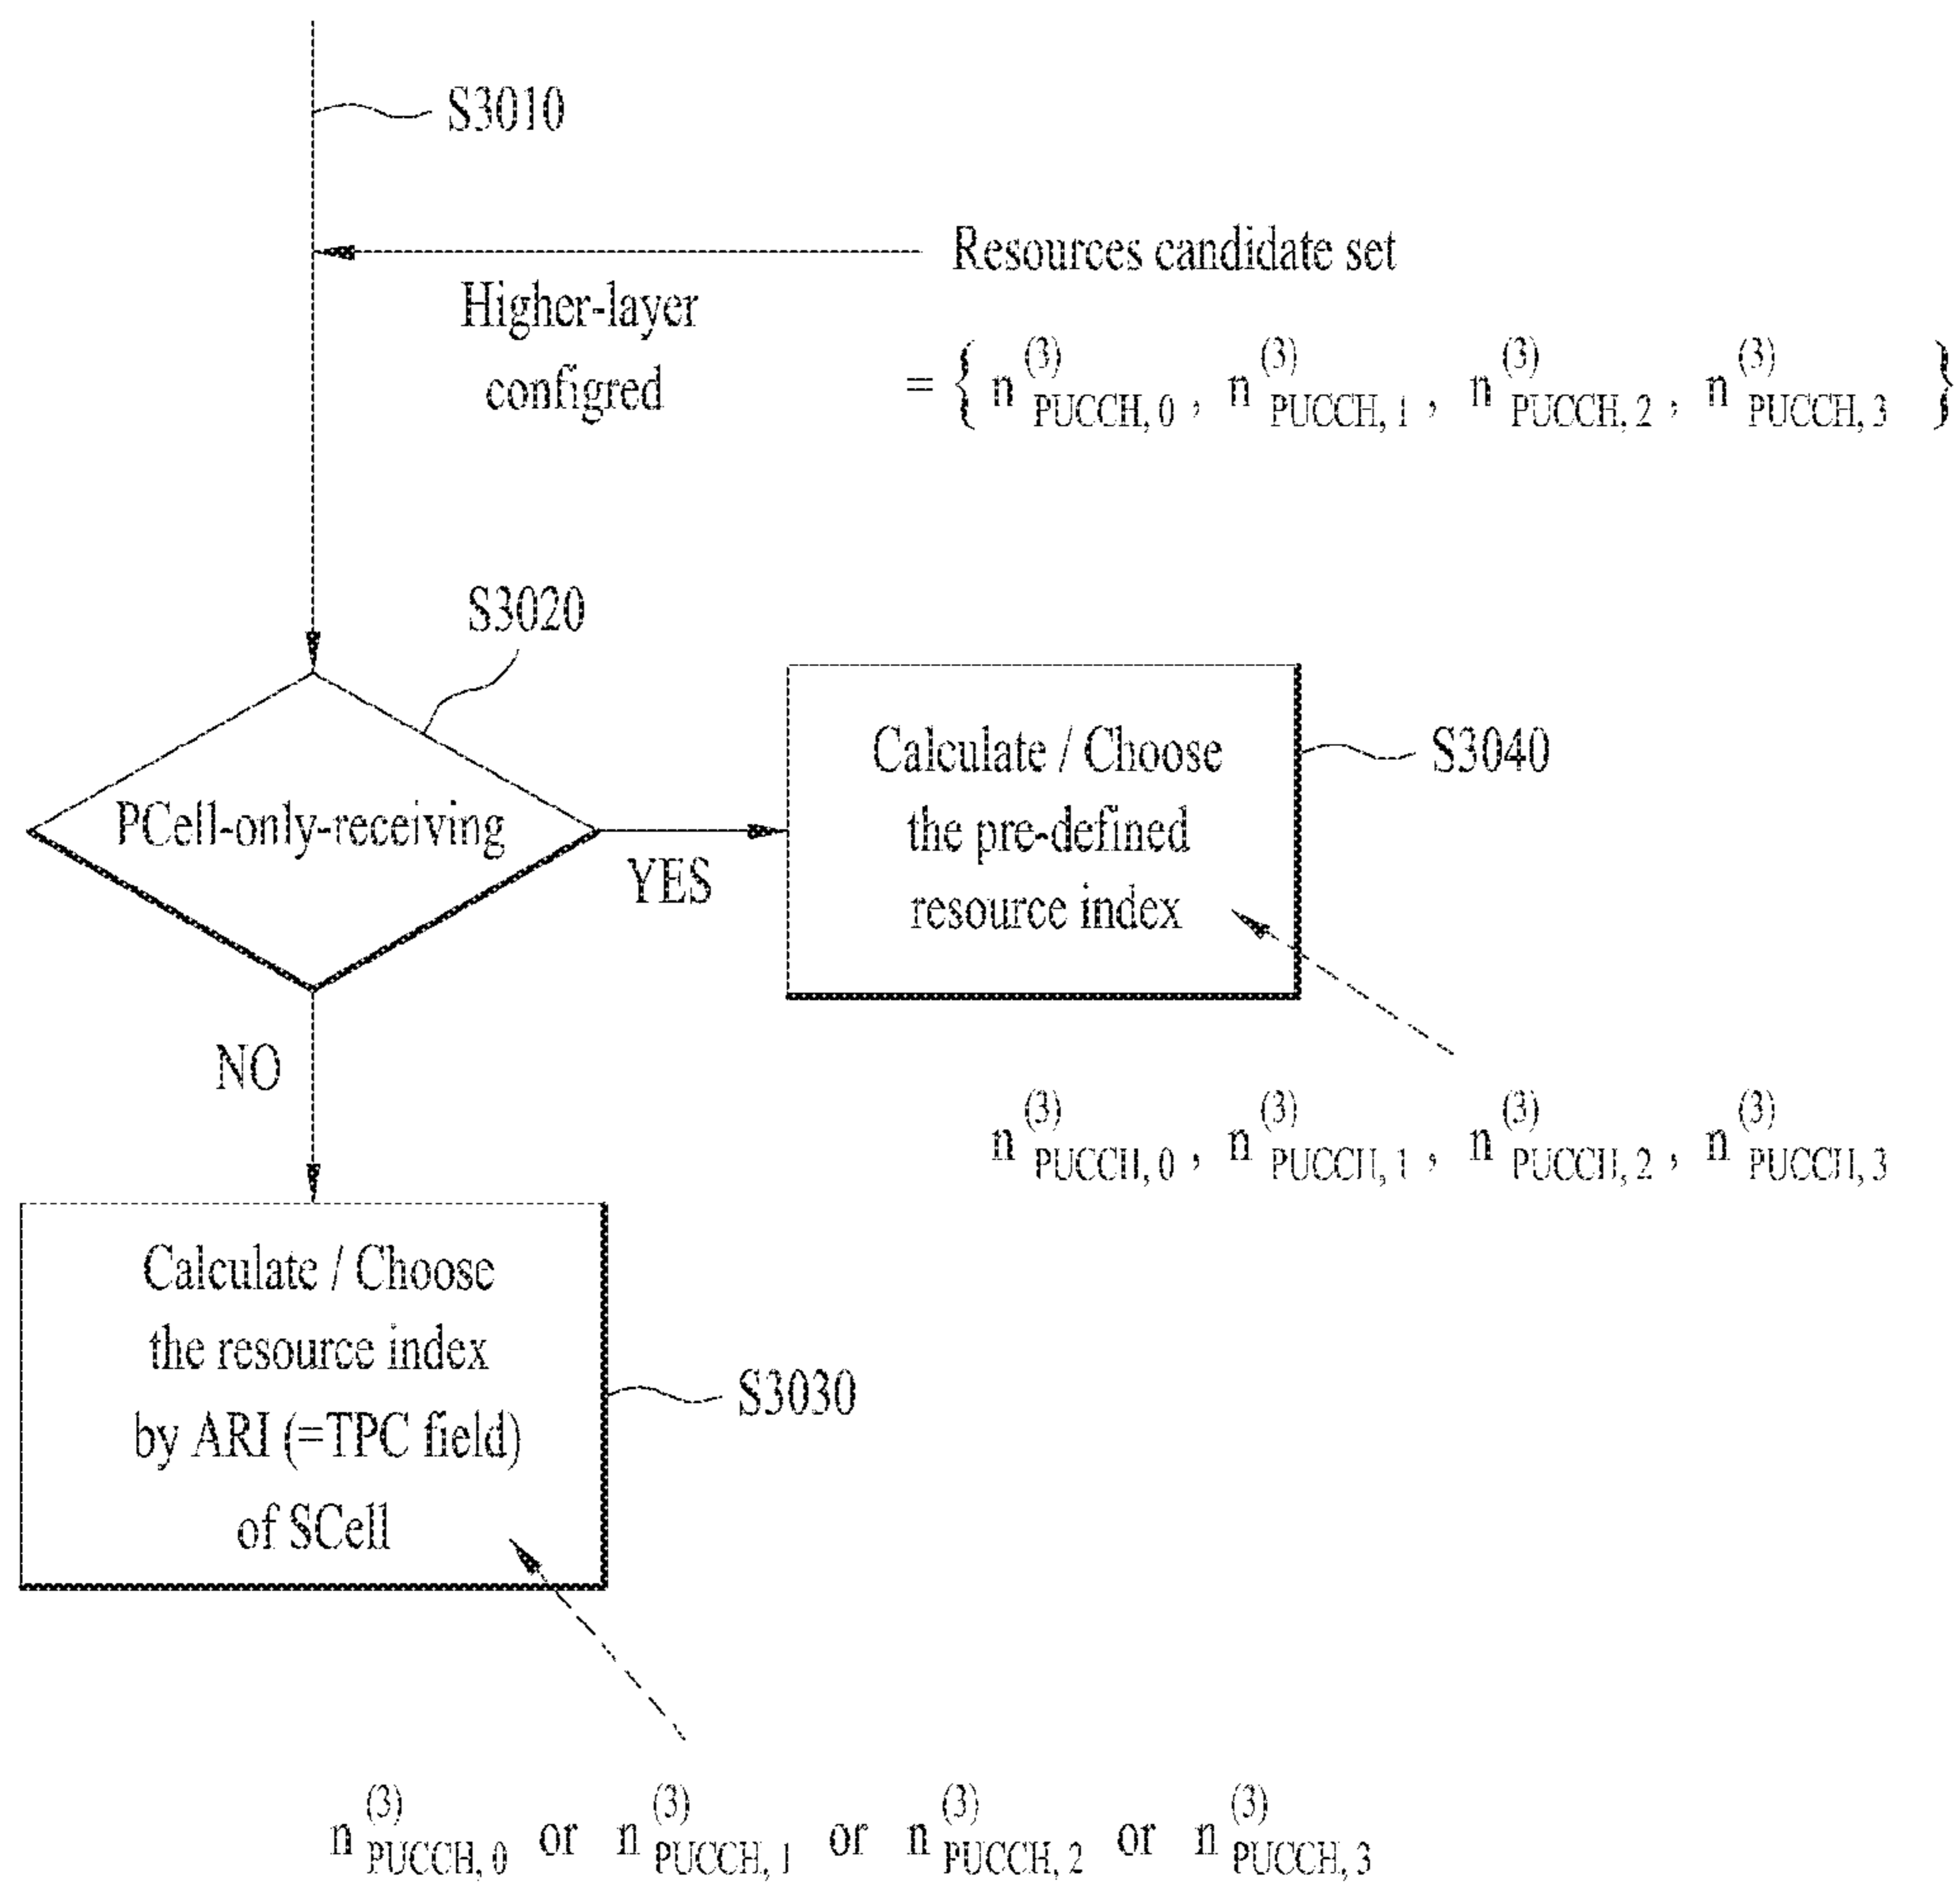 S3010
Resources candidate set
Higher-layer
configred
= { n^{(3)}_{PUCCH, 0} , n^{(3)}_{PUCCH, 1} , n^{(3)}_{PUCCH, 2} , n^{(3)}_{PUCCH, 3} }
S3020
PCell-only-receiving
YES
Calculate / Choose
the pre-defined
resource index
S3040
n^{(3)}_{PUCCH, 0} , n^{(3)}_{PUCCH, 1} , n^{(3)}_{PUCCH, 2} , n^{(3)}_{PUCCH, 3}
NO
Calculate / Choose
the resource index
by ARI (=TPC field)
of SCell
S3030
n^{(3)}_{PUCCH, 0} or n^{(3)}_{PUCCH, 1} or n^{(3)}_{PUCCH, 2} or n^{(3)}_{PUCCH, 3}